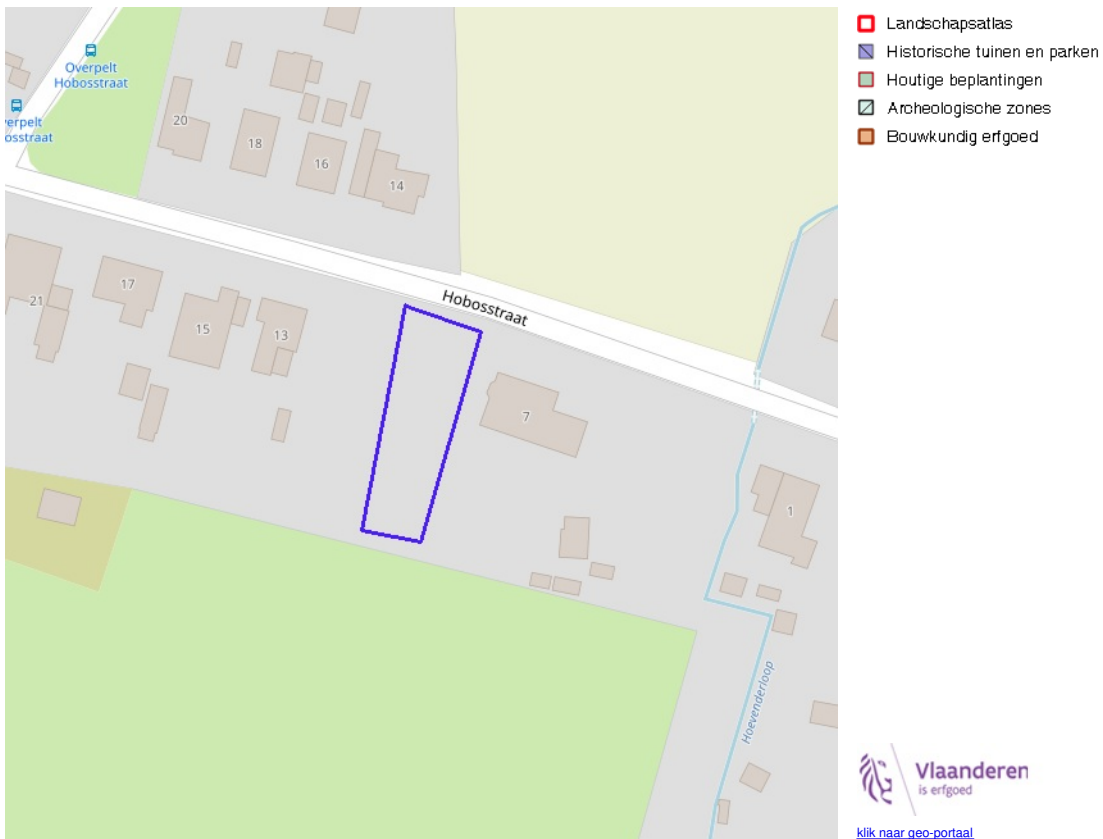 Landschapsatlas
Historische tuinen en parken
Houtige beplantingen
Archeologische zones
Bouwkundig erfgoed
Overpelt
Hobosstraat
verpelt
osstraat
20
18
16
14
Hobosstraat
21
17
15
13
7
1
Hoevenderloop
Vlaanderen
is erfgoed
klik naar geo-portaal